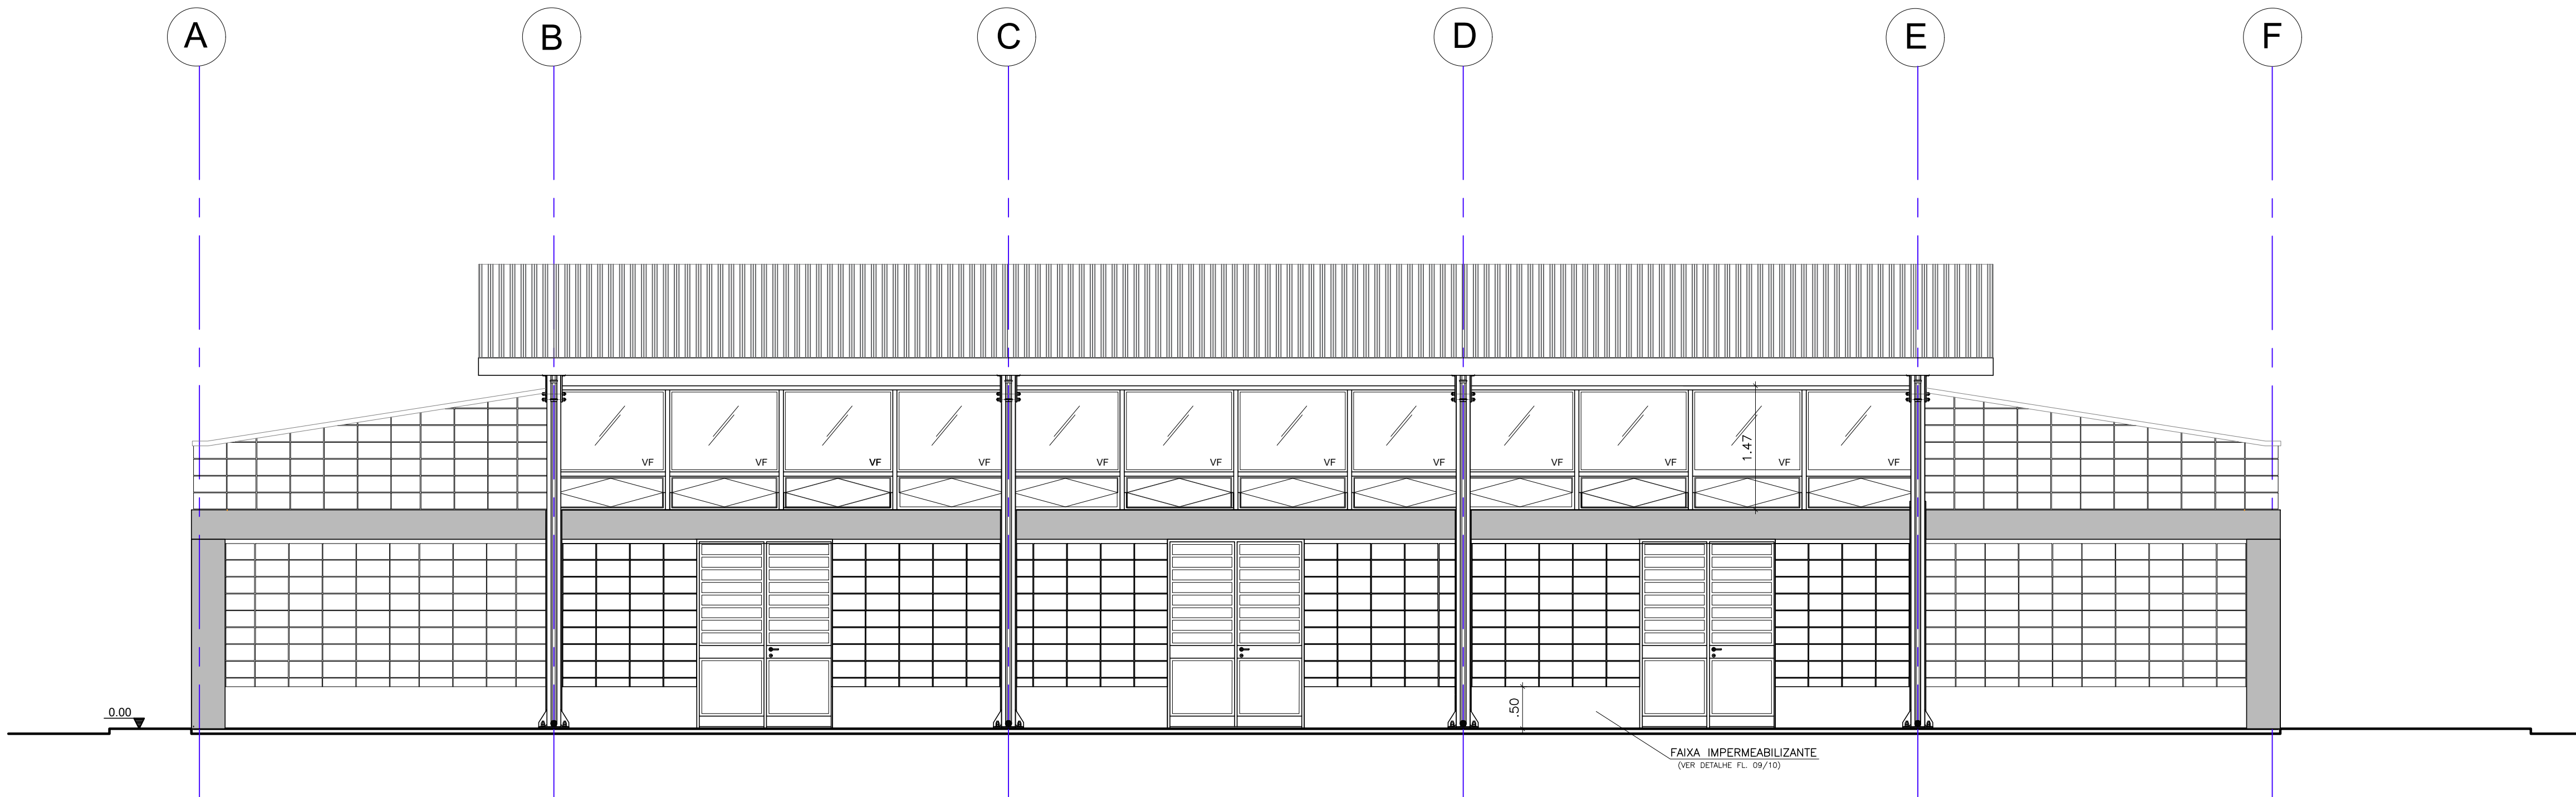 A B C D E F
VF VF VF VF VF VF VF VF VF VF VF VF
1.47
0.00
.50
FAIXA IMPERMEABILIZANTE
(VER DETALHE FL. 09/10)